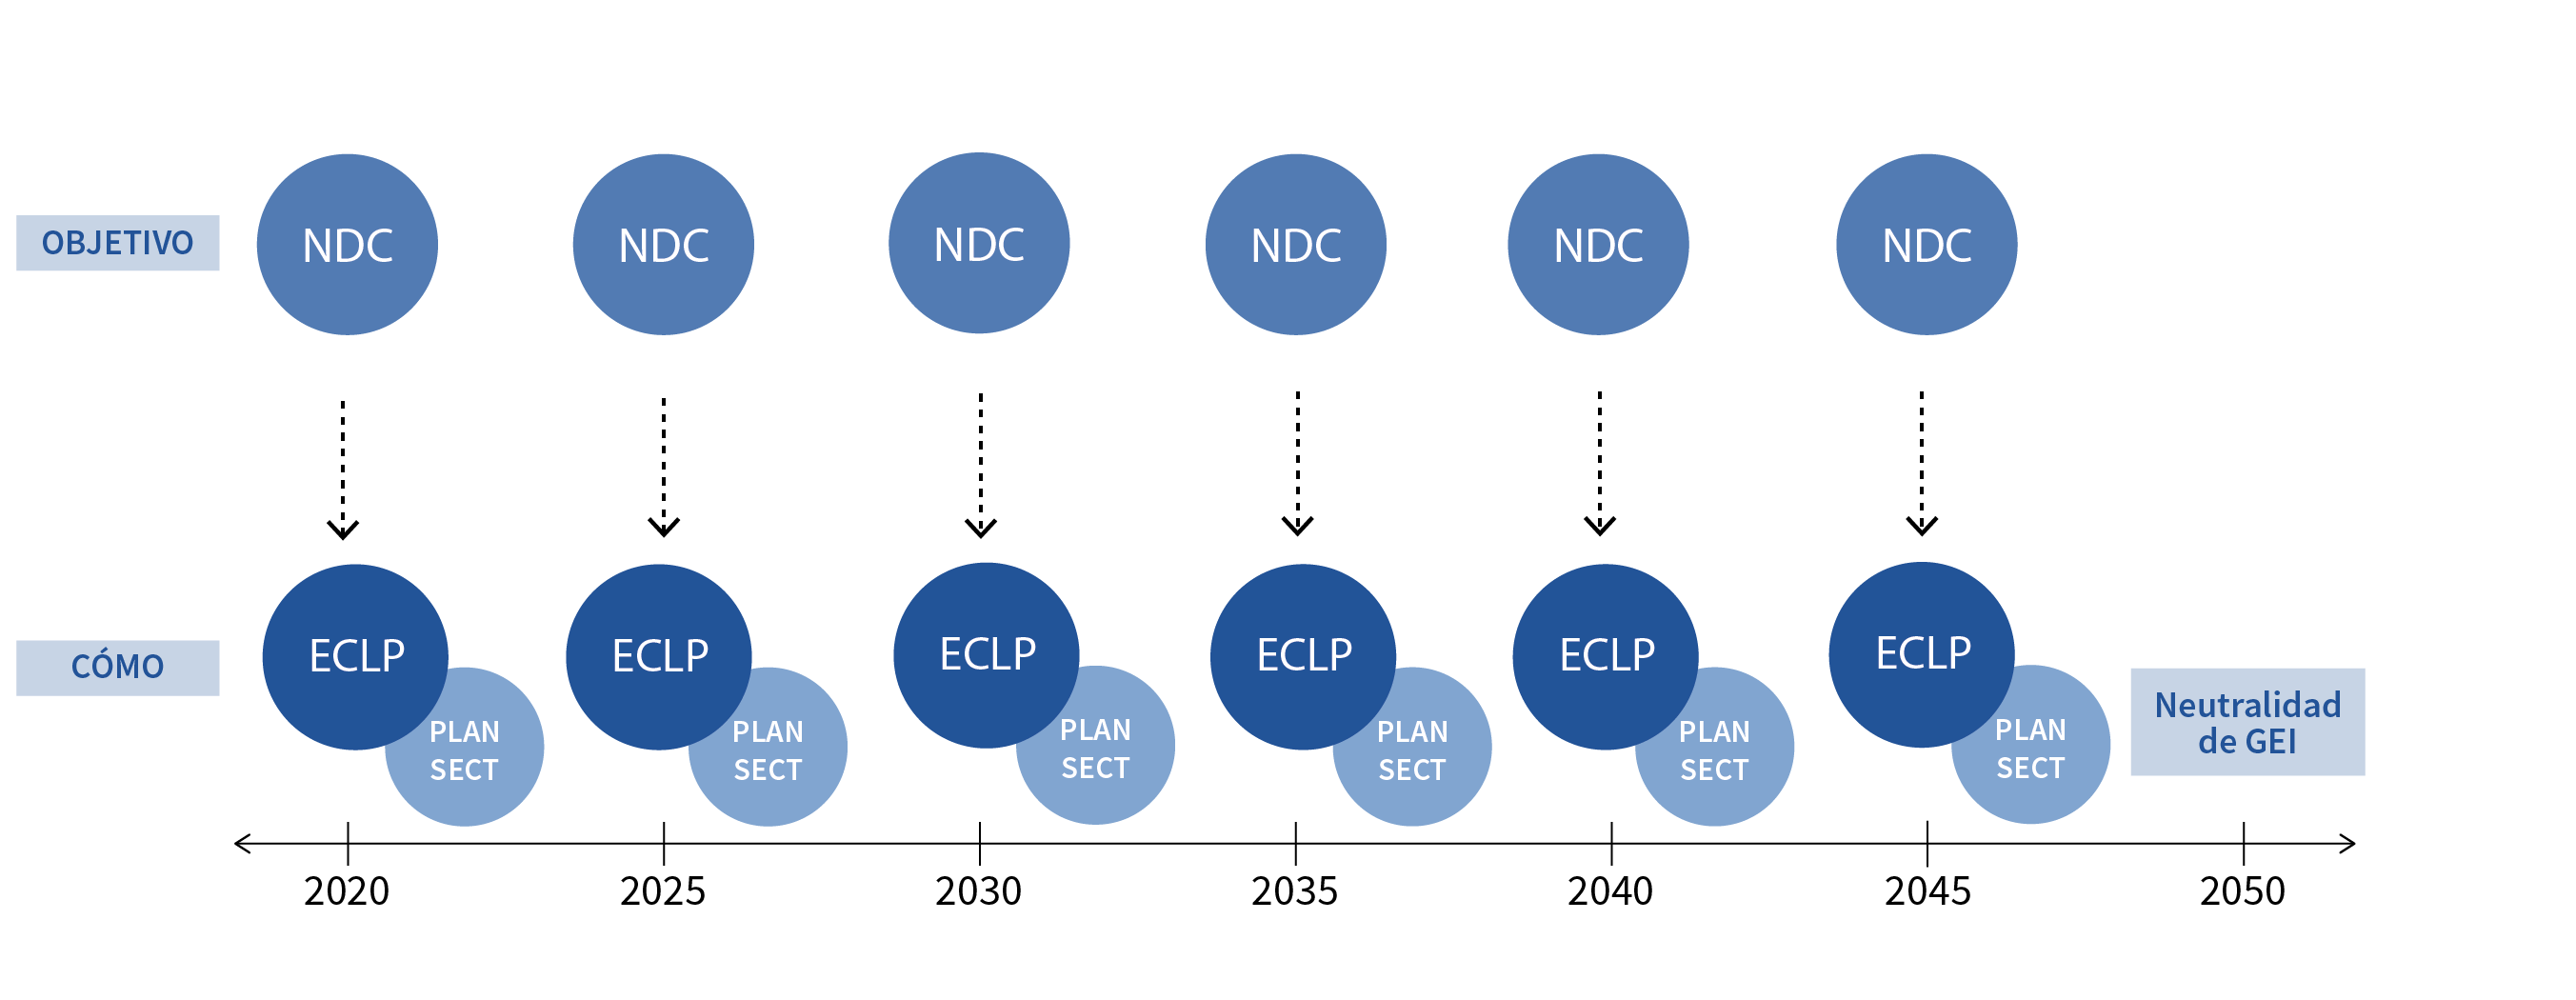 OBJETIVO
NDC
NDC
NDC
NDC
NDC
NDC
CÓMO
ECLP
PLAN
SECT
ECLP
PLAN
SECT
ECLP
PLAN
SECT
ECLP
PLAN
SECT
ECLP
PLAN
SECT
ECLP
PLAN
SECT
Neutralidad
de GEI
2020
2025
2030
2035
2040
2045
2050